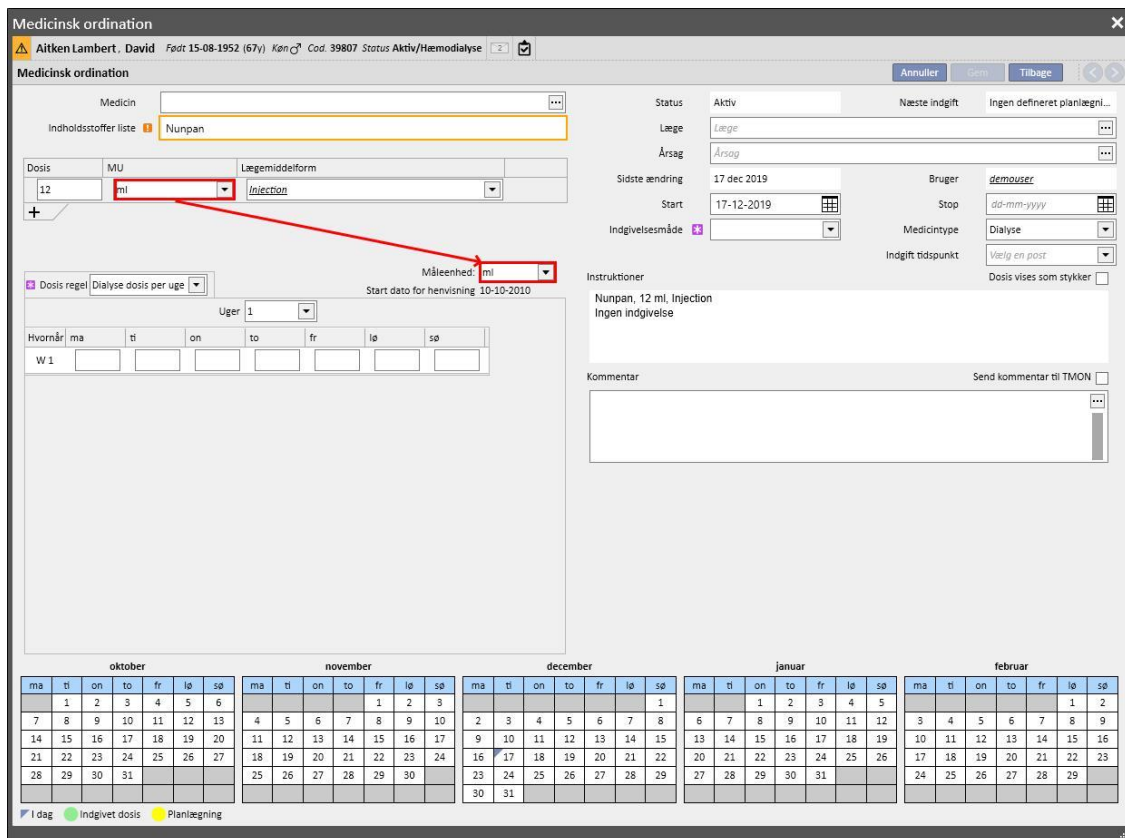 Medicinsk ordination
Aitken Lambert, David Født 15-08-1952 (67y) Køn Cod. 39807 Status Aktiv/Hæmodialyse 2
Medicinsk ordination Annuller Gem Tilbage
Medicin
Indholdsstoffer liste Nunpan
Dosis MU Lægemiddelform
12 ml Injection
+
Måleenhed: ml
Dosis regel Dialyse dosis per uge
Start dato for henvisning 10-10-2010
Uger 1
Hvornår ma ti on to fr lø sø
W 1
Status Aktiv Næste indgift Ingen defineret planlægni...
Læge Læge
Årsag Årsag
Sidste ændring 17 dec 2019 Bruger demouser
Start 17-12-2019 Stop dd-mm-yyyy
Indgivelsesmåde Medicintype Dialyse
Indgift tidspunkt Vælg en post
Instruktioner Dosis vises som stykker
Nunpan, 12 ml, Injection
Ingen indgivelse
Kommentar Send kommentar til TMON
oktober
ma ti on to fr lø sø
1 2 3 4 5 6
7 8 9 10 11 12 13
14 15 16 17 18 19 20
21 22 23 24 25 26 27
28 29 30 31
november
ma ti on to fr lø sø
1 2 3
4 5 6 7 8 9 10
11 12 13 14 15 16 17
18 19 20 21 22 23 24
25 26 27 28 29 30
december
ma ti on to fr lø sø
1
2 3 4 5 6 7 8
9 10 11 12 13 14 15
16 17 18 19 20 21 22
23 24 25 26 27 28 29
30 31
januar
ma ti on to fr lø sø
1 2 3 4 5
6 7 8 9 10 11 12
13 14 15 16 17 18 19
20 21 22 23 24 25 26
27 28 29 30 31
februar
ma ti on to fr lø sø
1 2
3 4 5 6 7 8 9
10 11 12 13 14 15 16
17 18 19 20 21 22 23
24 25 26 27 28 29
I dag Indgivet dosis Planlægning